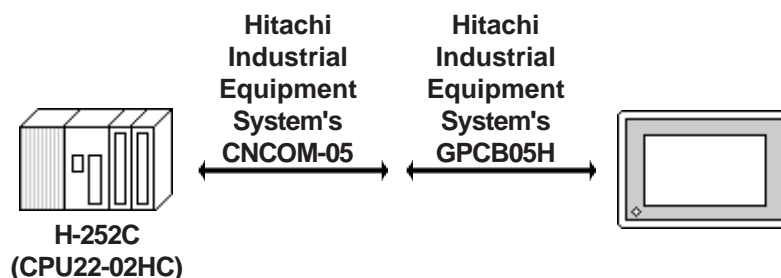 Hitachi
Industrial
Equipment
System's
CNCOM-05
Hitachi
Industrial
Equipment
System's
GPCB05H
H-252C
(CPU22-02HC)